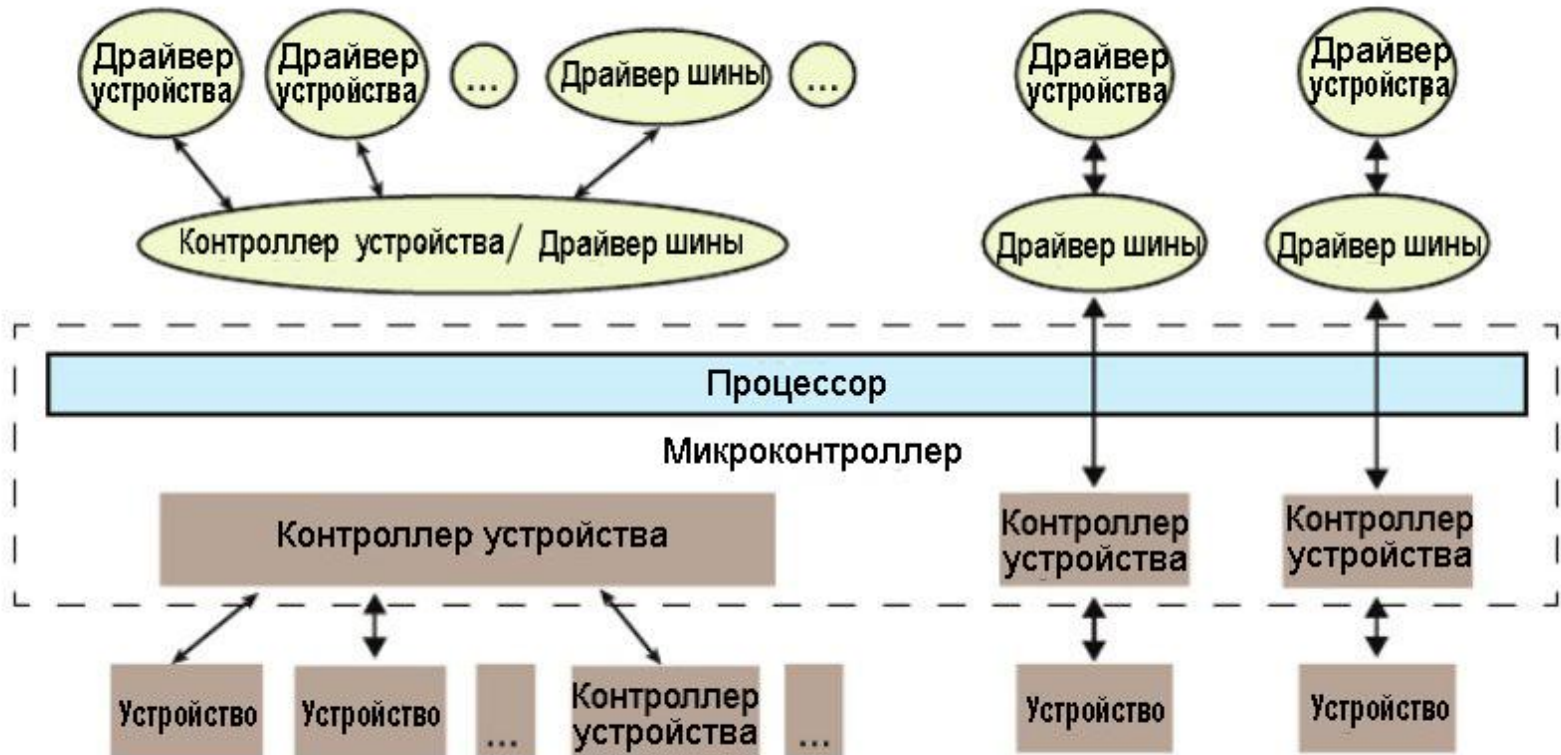 Драйвер
устройства
Драйвер
устройства
...
Драйвер шины
...
Драйвер
устройства
Драйвер
устройства
Контроллер устройства / Драйвер шины
Драйвер шины
Драйвер шины
Процессор
Микроконтроллер
Контроллер устройства
Контроллер
устройства
Контроллер
устройства
Устройство
Устройство
...
Контроллер
устройства
...
Устройство
Устройство